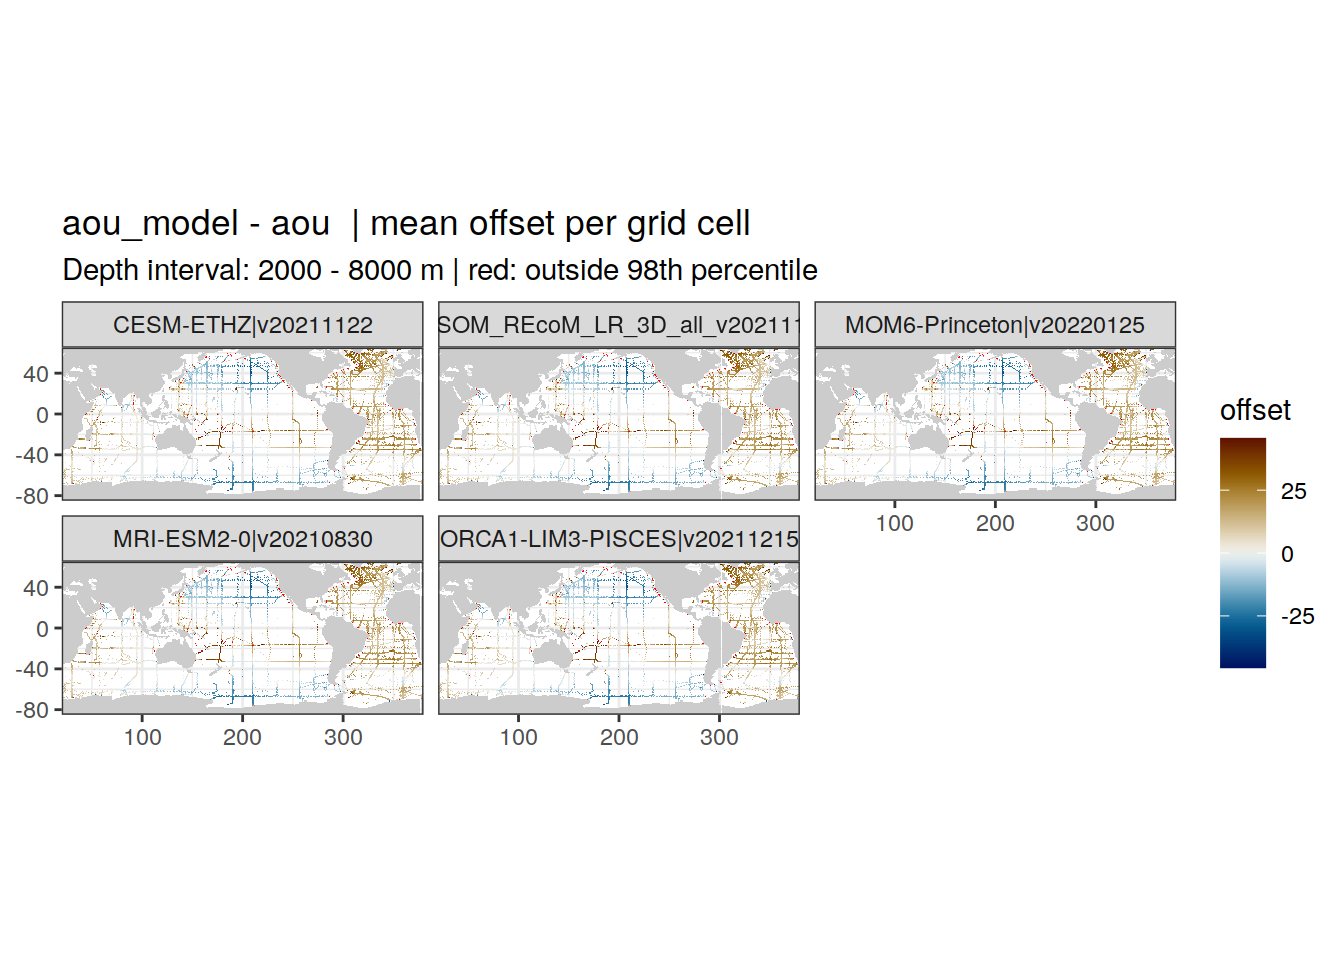 aou_model - aou | mean offset per grid cell
Depth interval: 2000 - 8000 m | red: outside 98th percentile
CESM-ETHZ|v20211122
SOM_REcoM_LR_3D_all_v202111
MOM6-Princeton|v20220125
40
0
-40
-80
100 200 300
MRI-ESM2-0|v20210830
ORCA1-LIM3-PISCES|v20211215
40
0
-40
-80
100 200 300
100 200 300
offset
25
0
-25